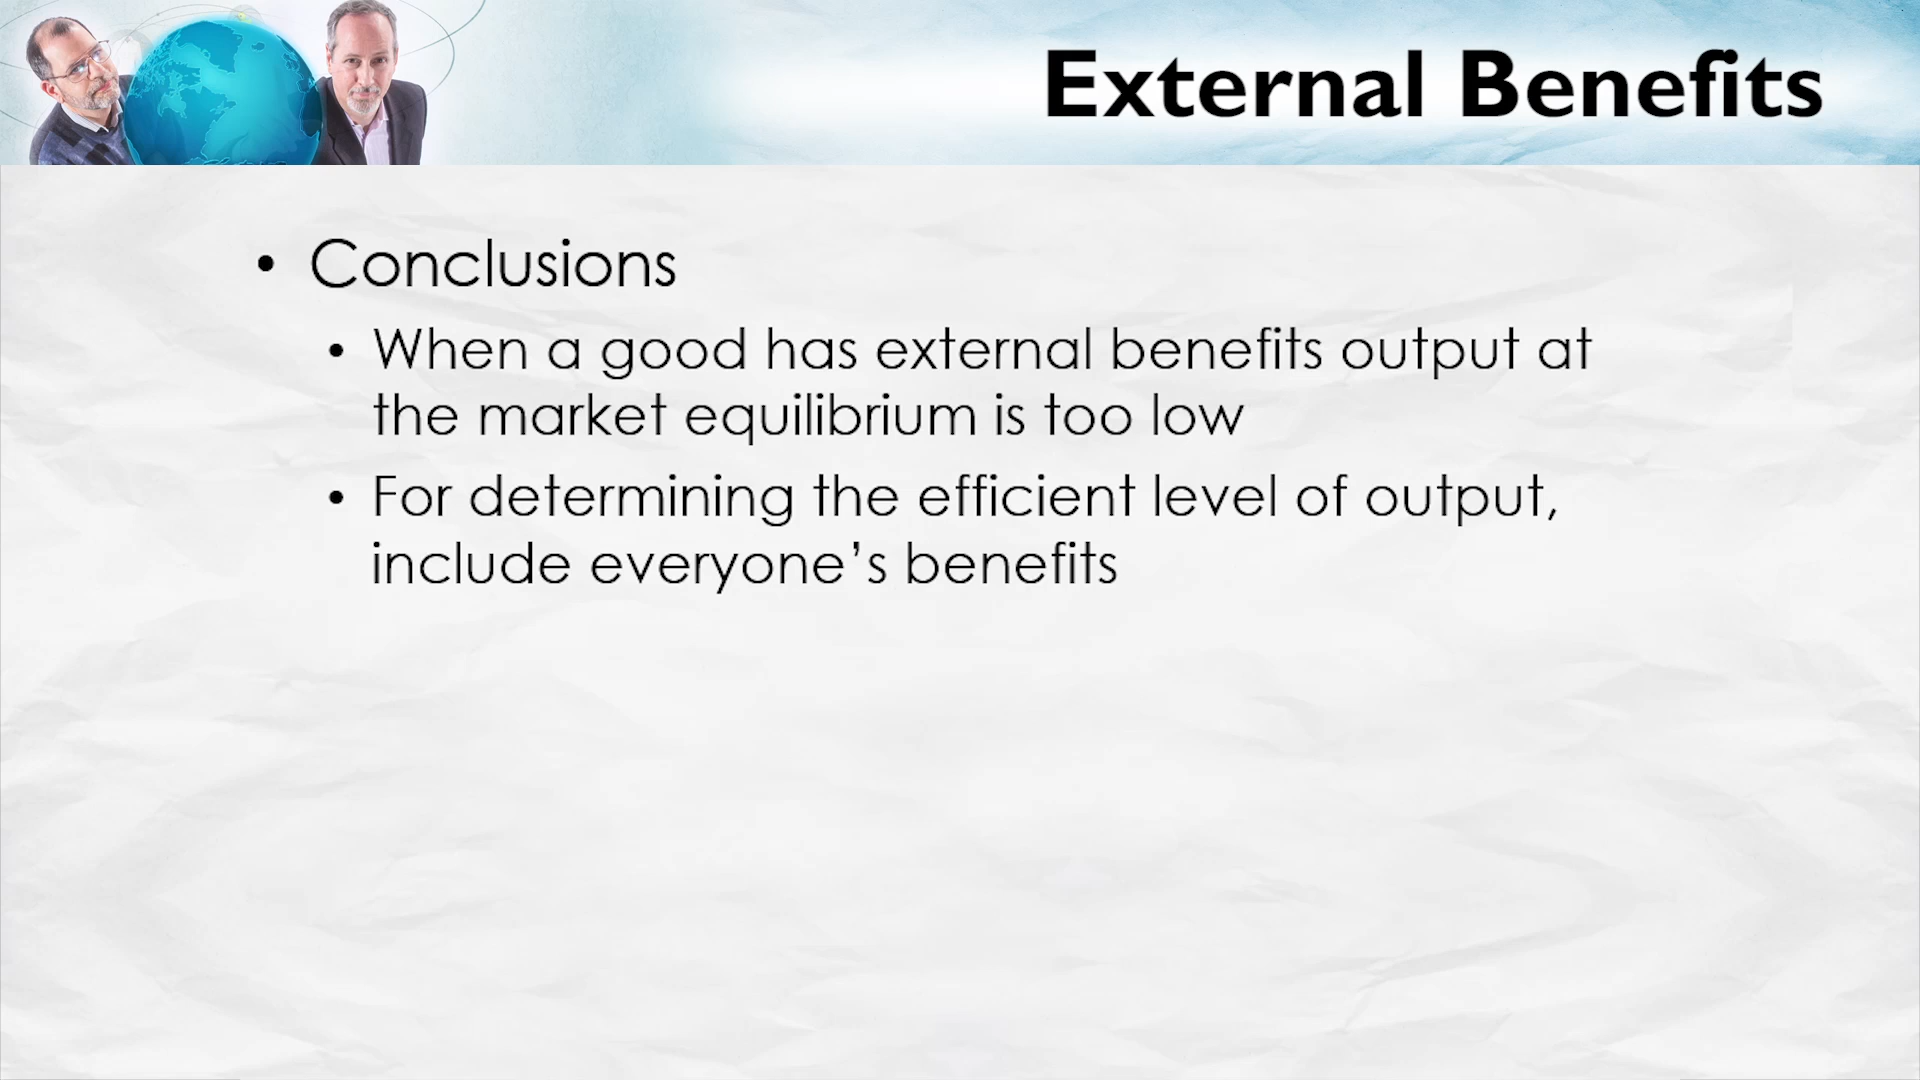 External Benefits
• Conclusions
• When a good has external benefits output at
the market equilibrium is too low
• For determining the efficient level of output,
include everyone’s benefits